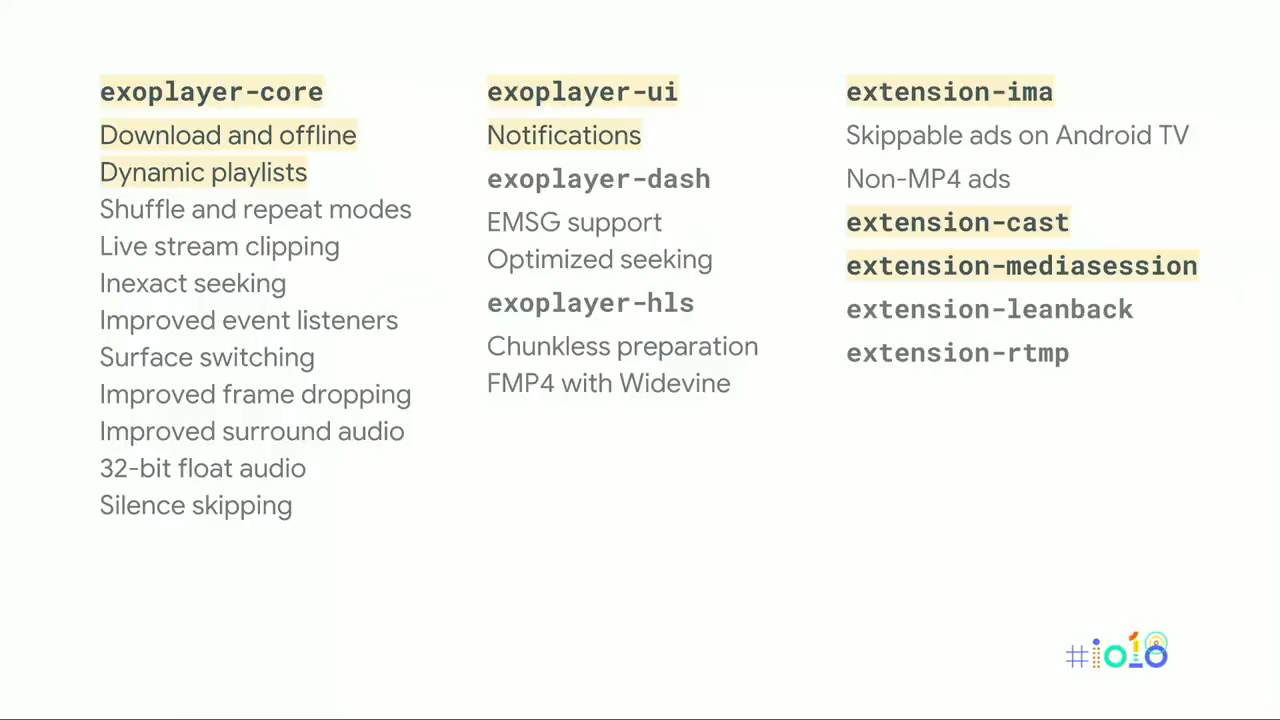 exoplayer-core
Download and offline
Dynamic playlists
Shuffle and repeat modes
Live stream clipping
Inexact seeking
Improved event listeners
Surface switching
Improved frame dropping
Improved surround audio
32-bit float audio
Silence skipping
exoplayer-ui
Notifications
exoplayer-dash
EMSG support
Optimized seeking
exoplayer-hls
Chunkless preparation
FMP4 with Widevine
extension-ima
Skippable ads on Android TV
Non-MP4 ads
extension-cast
extension-mediasession
extension-leanback
extension-rtmp
#io18